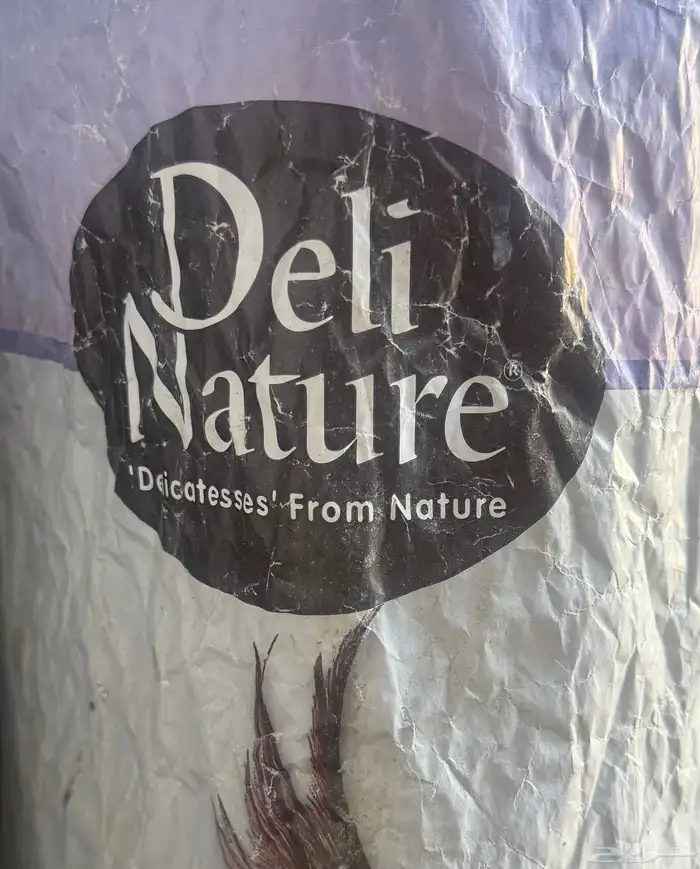 Deli
Nature®
'Delicatesses' From Nature